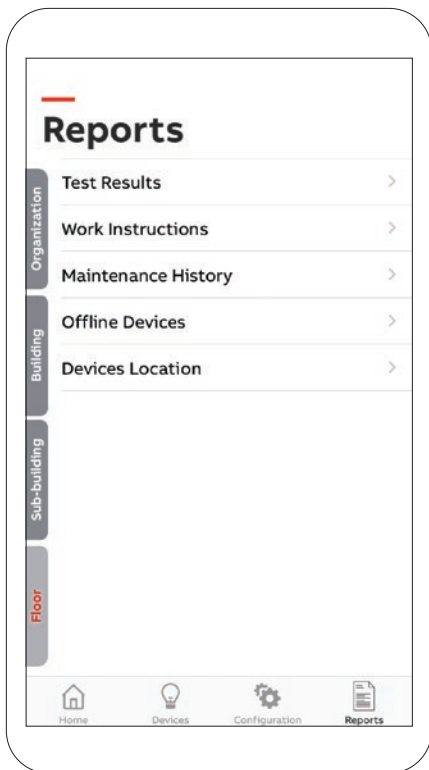 Reports
Organization
Test Results
Work Instructions
Maintenance History
Building
Offline Devices
Devices Location
Sub-building
Floor
Home
Devices
Configuration
Reports